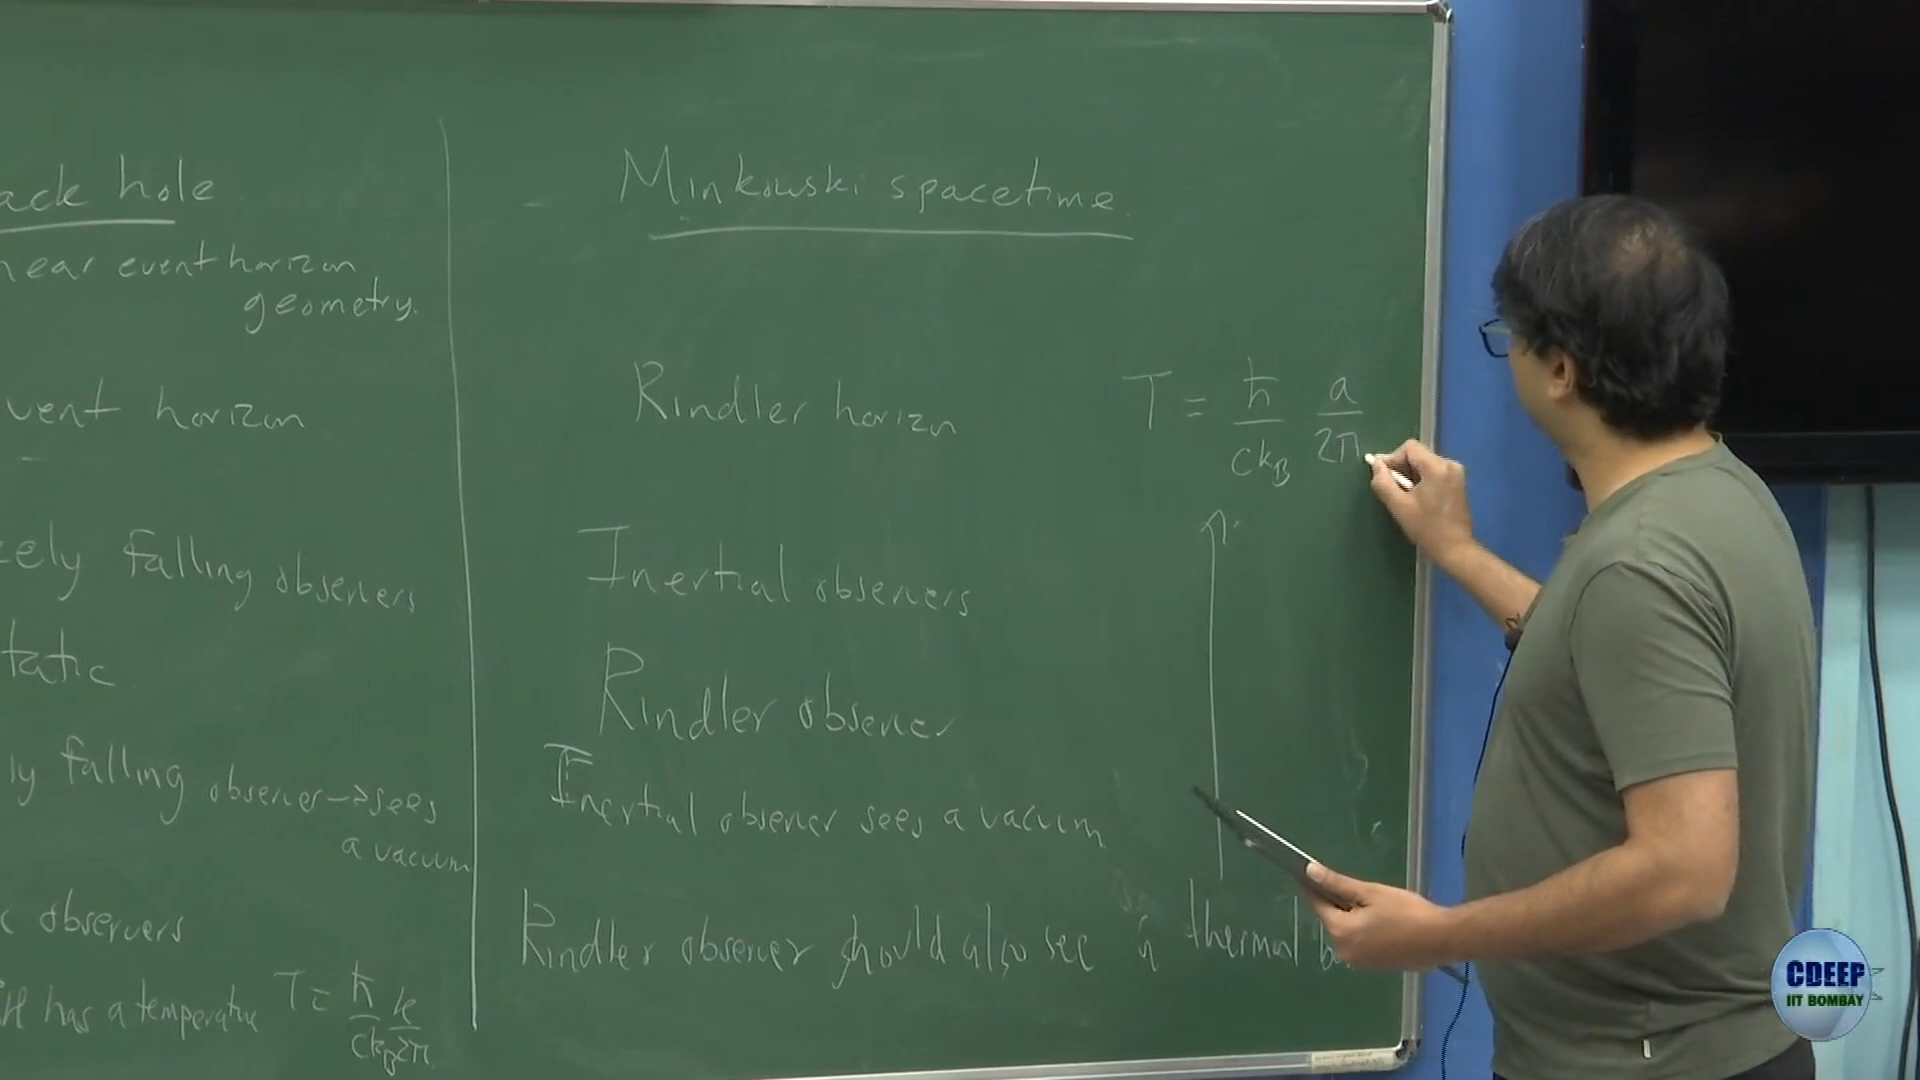 ack hole
near event horizon
geometry.
vent horizon
ely falling observers
tatic
ly falling observer → sees
a vacuum
c observers
BH has a temperature T = ħ/ck_B κ/2π
Minkowski spacetime
Rindler horizon
T = ħ/ck_B a/2π
Inertial observers
Rindler observer
Inertial observer sees a vacuum
Rindler observer should also see a thermal b
CDEEP
IIT BOMBAY